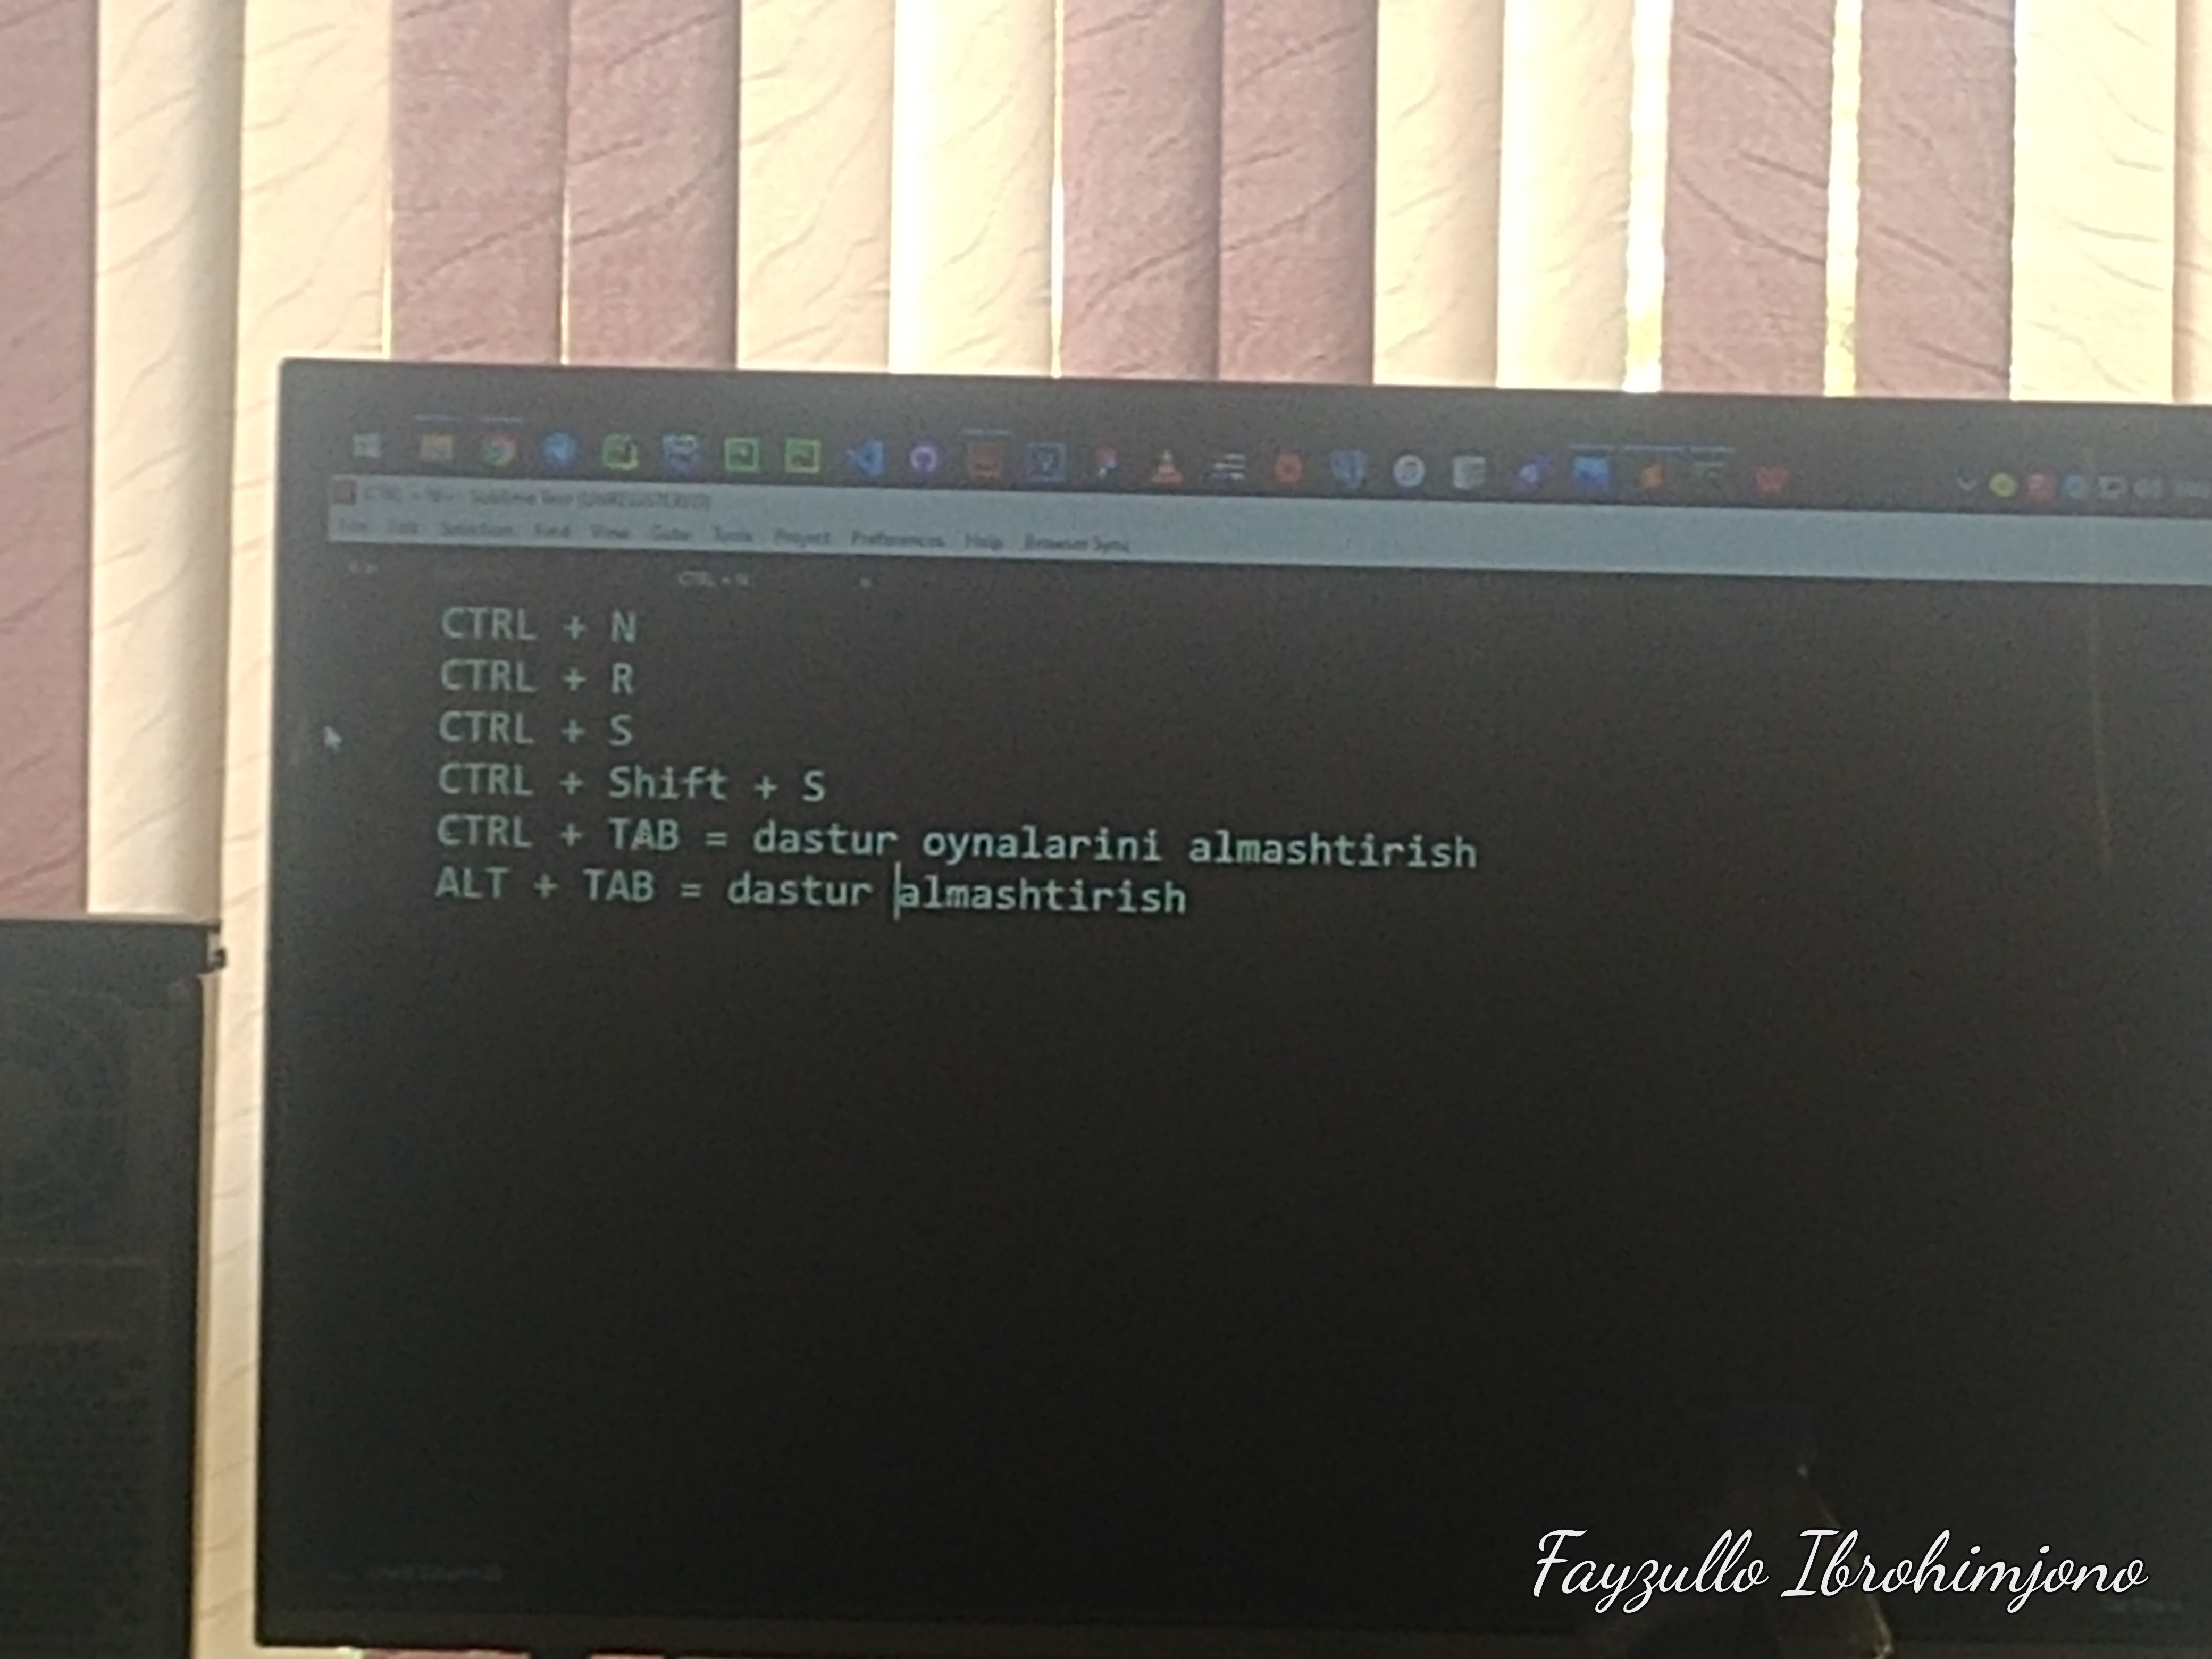 Sublime Text (UNREGISTERED)
File Edit Selection Find View Goto Tools Project Preferences Help Browser Sync
CTRL + N
CTRL + N
CTRL + R
CTRL + S
CTRL + Shift + S
CTRL + TAB = dastur oynalarini almashtirish
ALT + TAB = dastur almashtirish
Fayzullo Ibrohimjono